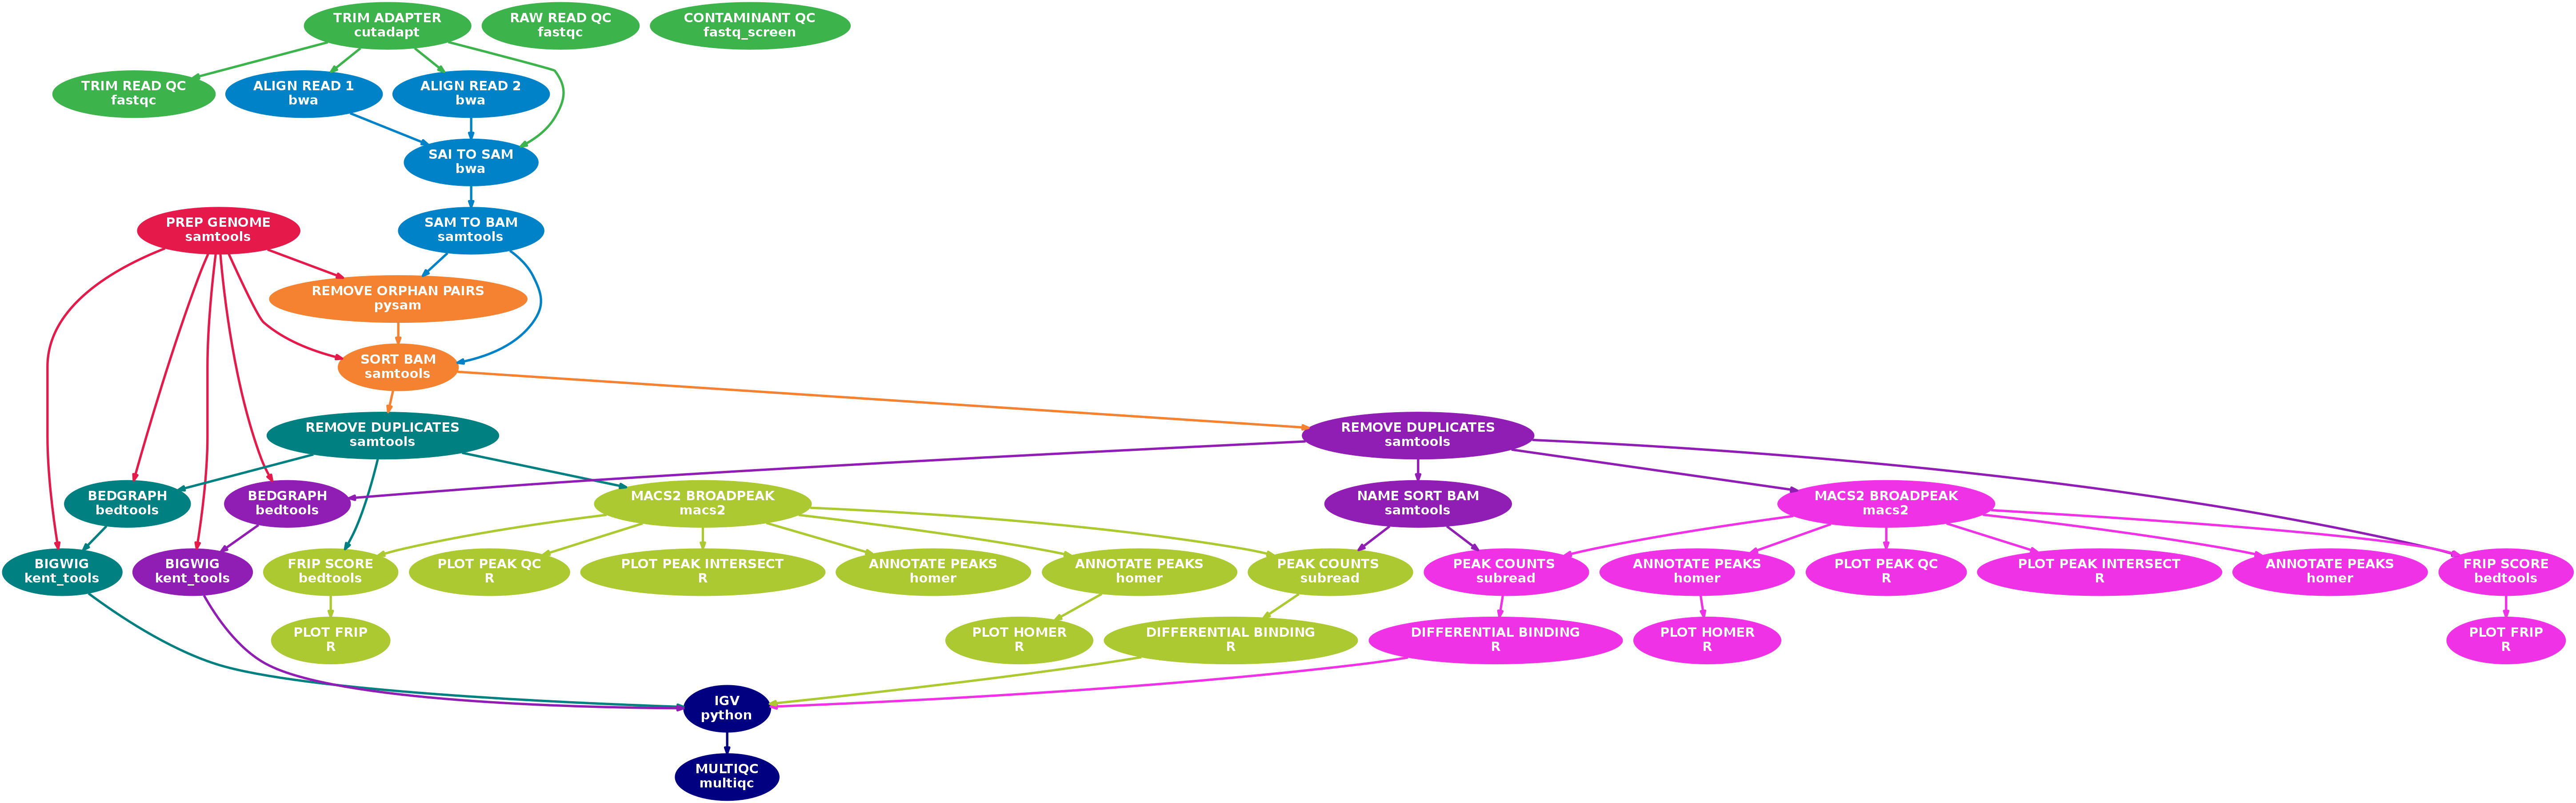 TRIM ADAPTER
cutadapt
RAW READ QC
fastqc
CONTAMINANT QC
fastq_screen
TRIM READ QC
fastqc
ALIGN READ 1
bwa
ALIGN READ 2
bwa
SAI TO SAM
bwa
PREP GENOME
samtools
SAM TO BAM
samtools
REMOVE ORPHAN PAIRS
pysam
SORT BAM
samtools
REMOVE DUPLICATES
samtools
REMOVE DUPLICATES
samtools
BEDGRAPH
bedtools
BEDGRAPH
bedtools
MACS2 BROADPEAK
macs2
NAME SORT BAM
samtools
MACS2 BROADPEAK
macs2
BIGWIG
kent_tools
BIGWIG
kent_tools
FRIP SCORE
bedtools
PLOT PEAK QC
R
PLOT PEAK INTERSECT
R
ANNOTATE PEAKS
homer
ANNOTATE PEAKS
homer
PEAK COUNTS
subread
PEAK COUNTS
subread
ANNOTATE PEAKS
homer
PLOT PEAK QC
R
PLOT PEAK INTERSECT
R
ANNOTATE PEAKS
homer
FRIP SCORE
bedtools
PLOT FRIP
R
PLOT HOMER
R
DIFFERENTIAL BINDING
R
DIFFERENTIAL BINDING
R
PLOT HOMER
R
PLOT FRIP
R
IGV
python
MULTIQC
multiqc